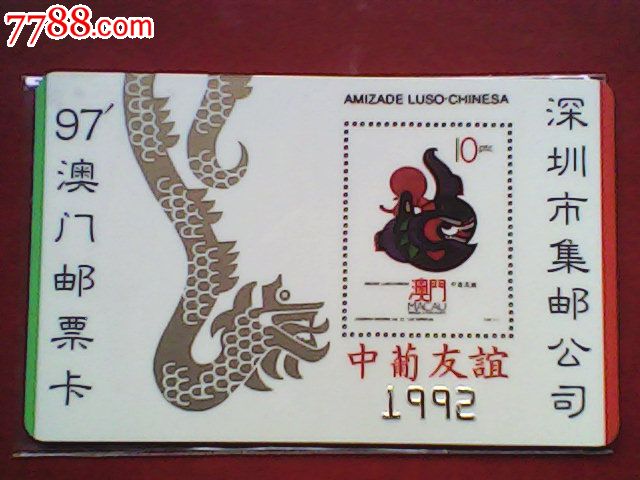 7788.com
97'澳门邮票卡
AMIZADE LUSO-CHINESA
10
澳門
MACAU
中葡友誼
1992
深圳市集邮公司